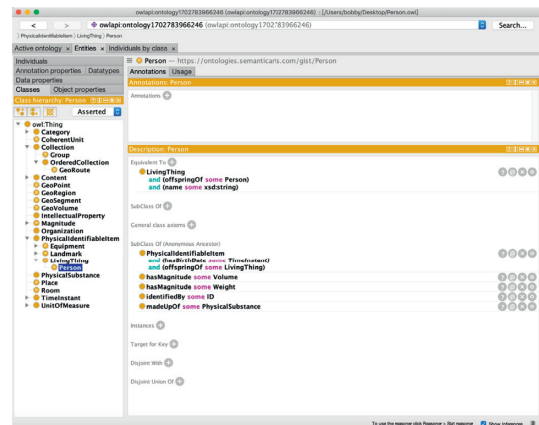 owlapi:ontology1702783966246 (owlapi:ontology1702783966246) : [/Users/bobby/Desktop/Person.owl]
< > owlapi:ontology1702783966246 (owlapi:ontology1702783966246) Search...
PhysicalIdentifiableItem 〉 LivingThing 〉 Person
Active ontology × Entities × Individuals by class ×
Individuals
Annotation properties Datatypes
Data properties
Classes Object properties
Class hierarchy: Person
Asserted
owl:Thing
Category
CoherentUnit
Collection
Group
OrderedCollection
GeoRoute
Content
GeoPoint
GeoRegion
GeoSegment
GeoVolume
IntellectualProperty
Magnitude
Organization
PhysicalIdentifiableItem
Equipment
Landmark
LivingThing
Person
PhysicalSubstance
Place
Room
TimeInstant
UnitOfMeasure
Person — https://ontologies.semanticarts.com/gist/Person
Annotations Usage
Annotations: Person
Annotations
Description: Person
Equivalent To
LivingThing
and (offspringOf some Person)
and (name some xsd:string)
SubClass Of
General class axioms
SubClass Of (Anonymous Ancestor)
PhysicalIdentifiableItem
and (hasBirthDate some TimeInstant)
and (offspringOf some LivingThing)
hasMagnitude some Volume
hasMagnitude some Weight
identifiedBy some ID
madeUpOf some PhysicalSubstance
Instances
Target for Key
Disjoint With
Disjoint Union Of
To use the reasoner click Reasoner > Start reasoner Show Inferences